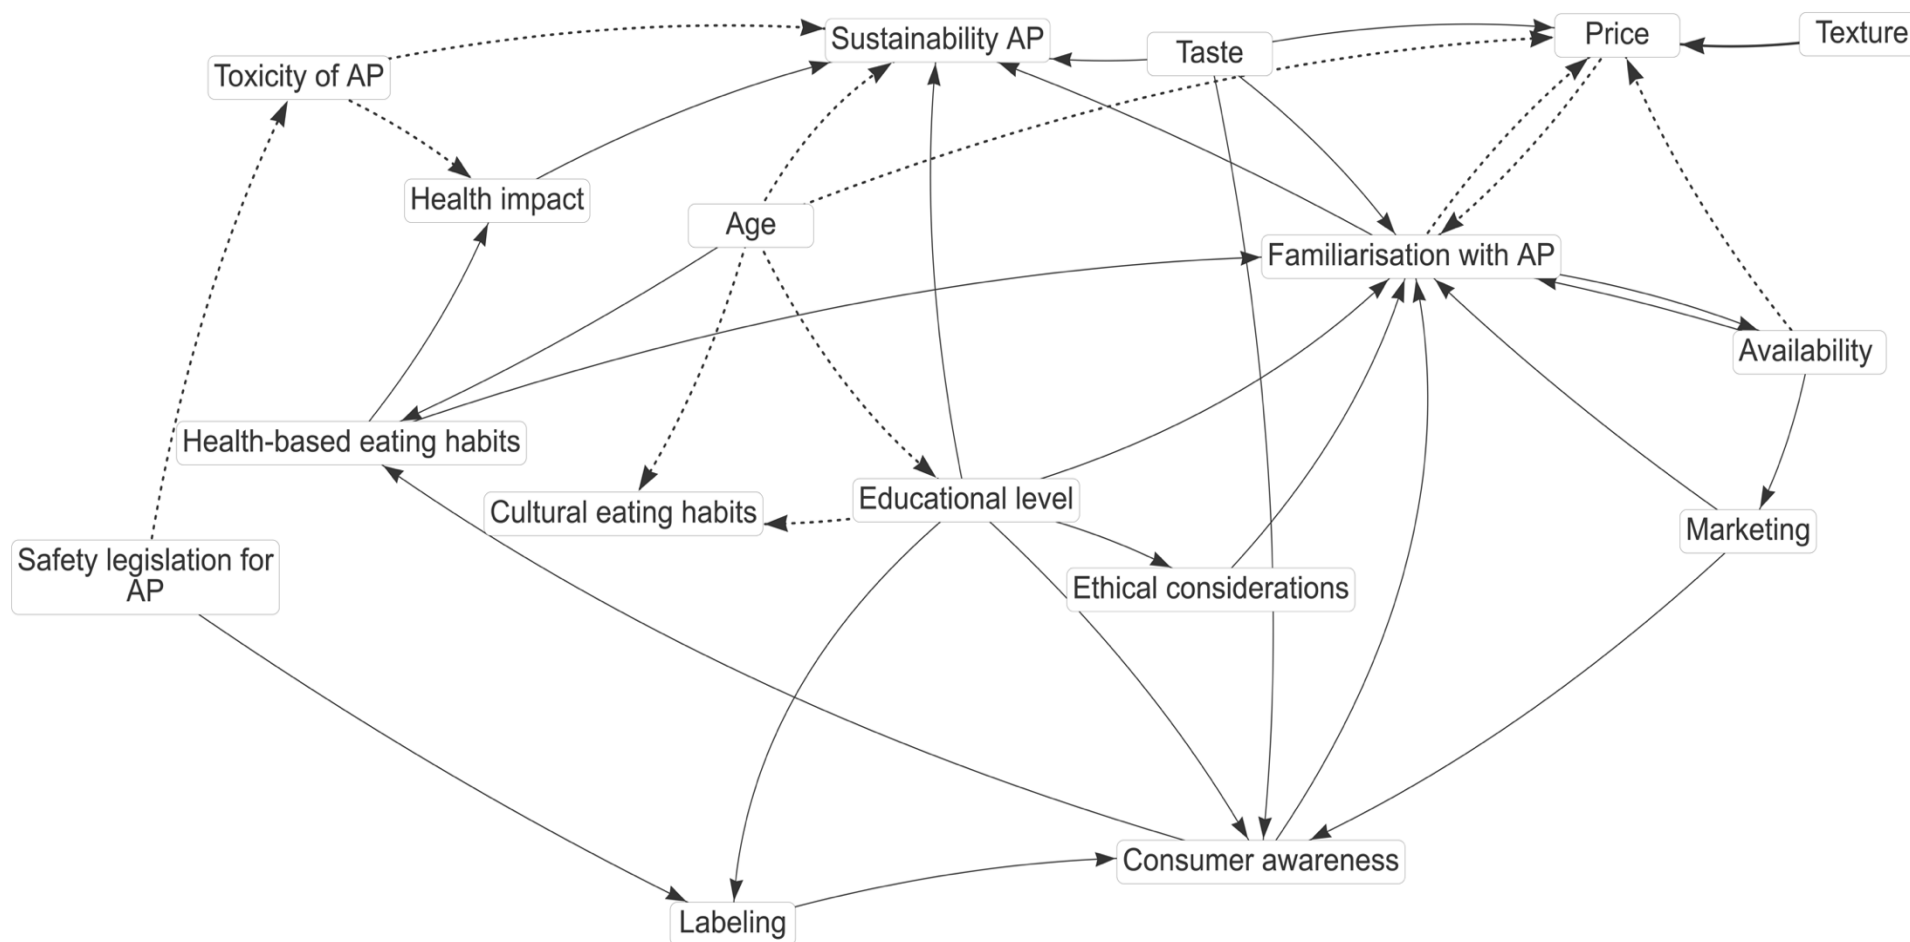 Sustainability AP
Taste
Price
Texture
Toxicity of AP
Health impact
Age
Familiarisation with AP
Availability
Health-based eating habits
Cultural eating habits
Educational level
Marketing
Safety legislation for
AP
Ethical considerations
Consumer awareness
Labeling